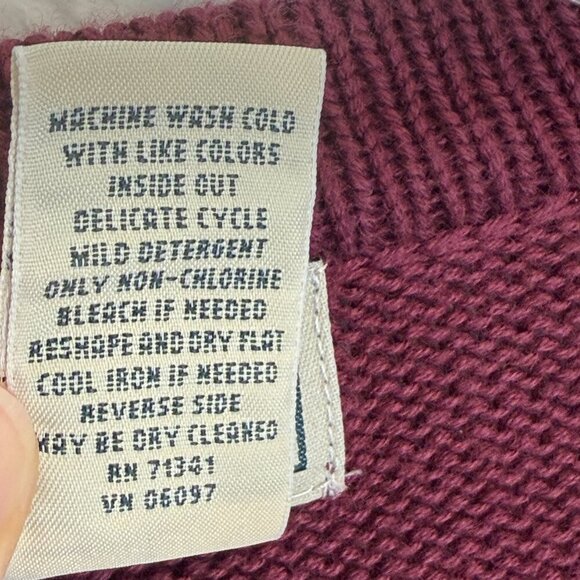 MACHINE WASH COLD
WITH LIKE COLORS
INSIDE OUT
DELICATE CYCLE
MILD DETERGENT
ONLY NON-CHLORINE
BLEACH IF NEEDED
RESHAPE AND DRY FLAT
COOL IRON IF NEEDED
REVERSE SIDE
MAY BE DRY CLEANED
RN 71341
VN 06097